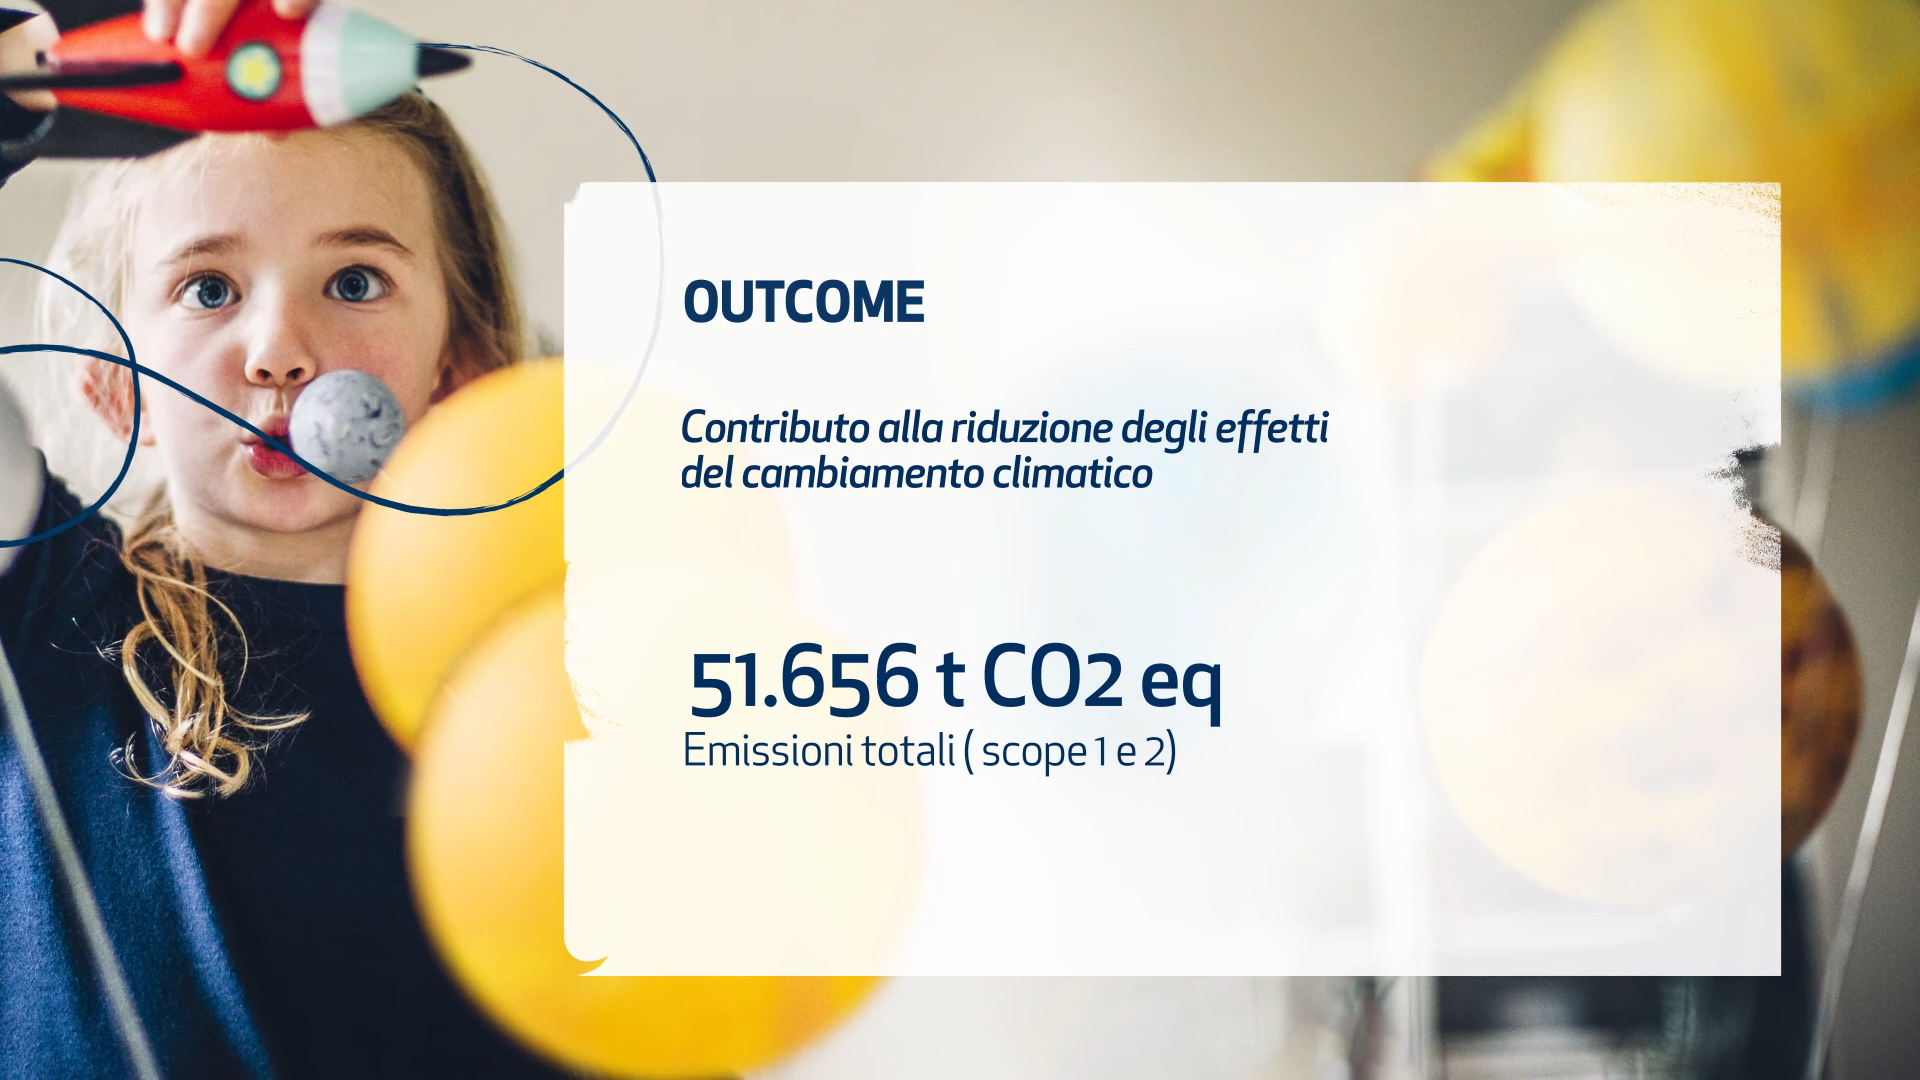 OUTCOME
Contributo alla riduzione degli effetti
del cambiamento climatico
51.656 t CO2 eq
Emissioni totali ( scope 1 e 2)